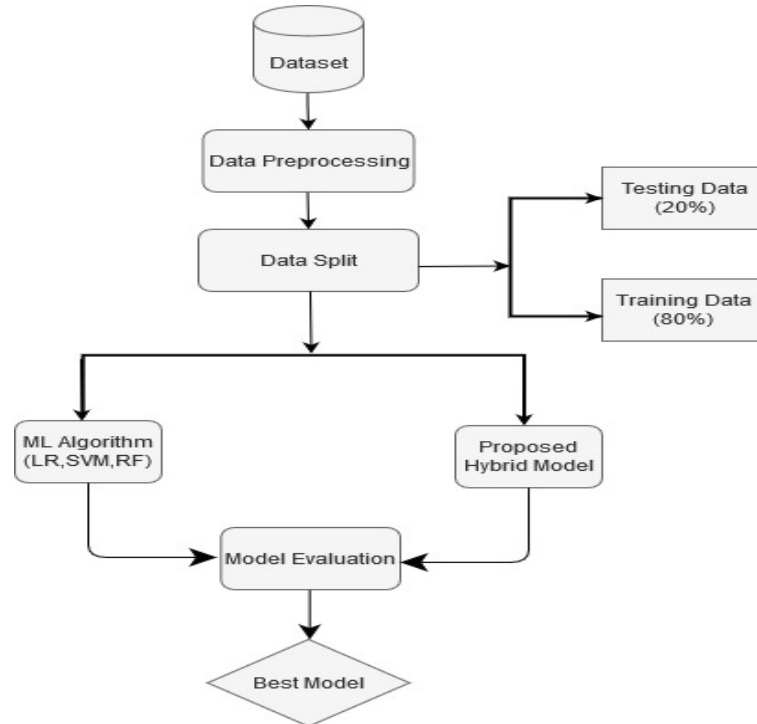 Dataset
Data Preprocessing
Testing Data
(20%)
Data Split
Training Data
(80%)
ML Algorithm
(LR,SVM,RF)
Proposed
Hybrid Model
Model Evaluation
Best Model